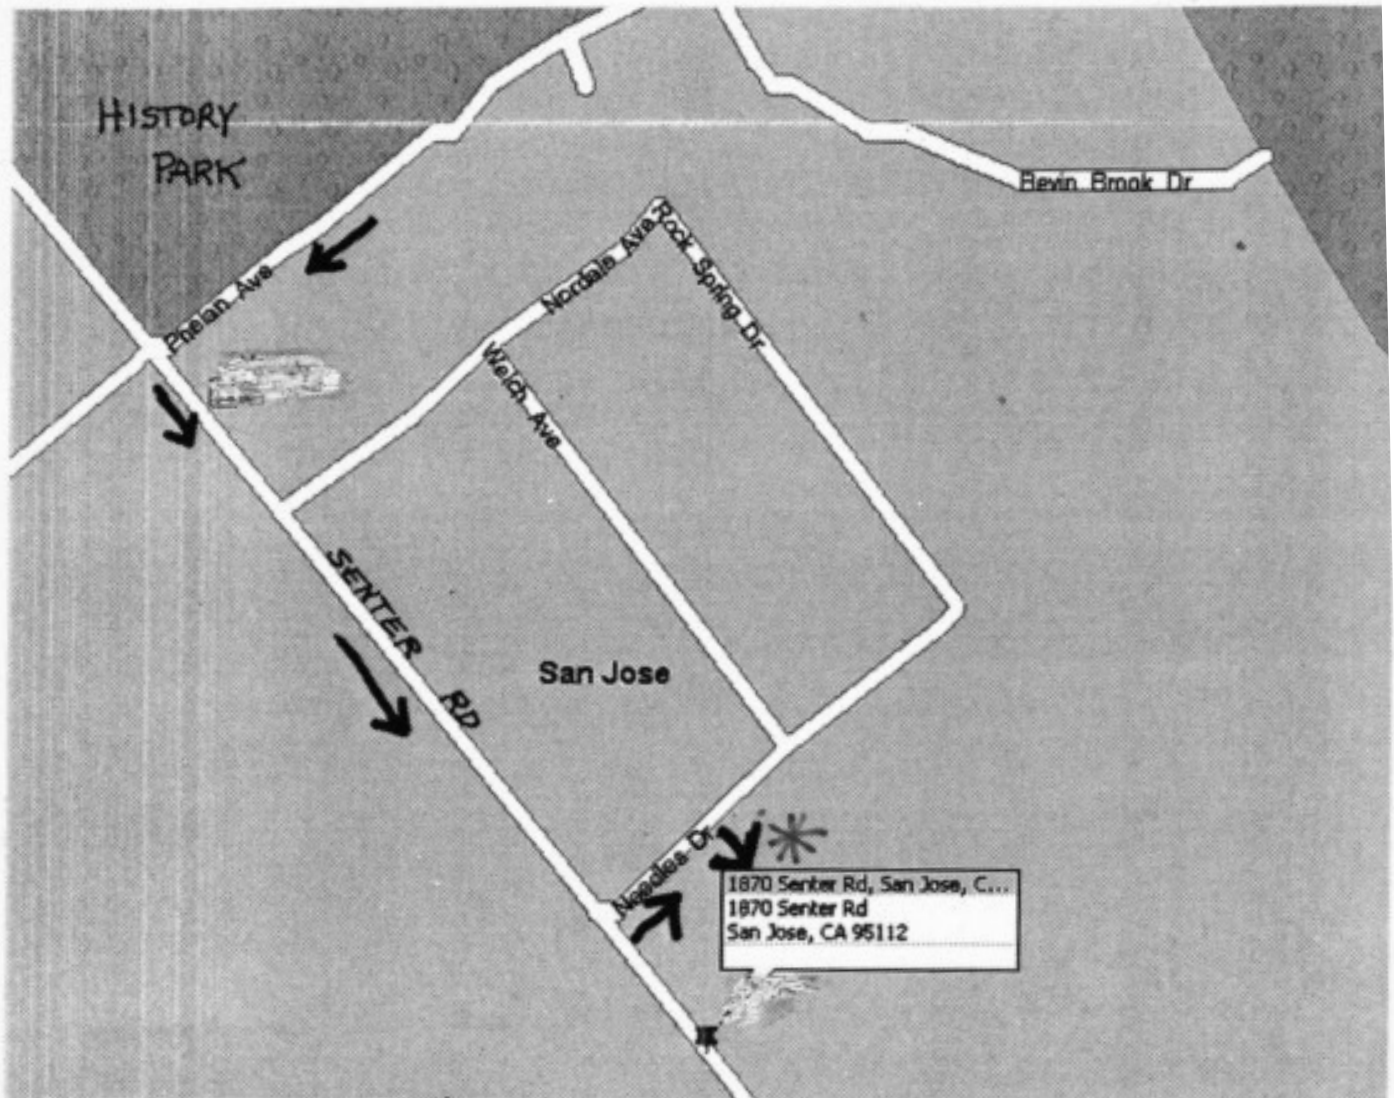 HISTORY
PARK
Bevin Brook Dr
Phelan Ave
Nordale Ave
Rock Spring Dr
Welch Ave
SENTER RD
San Jose
Needles Dr
1870 Senter Rd, San Jose, C...
1870 Senter Rd
San Jose, CA 95112